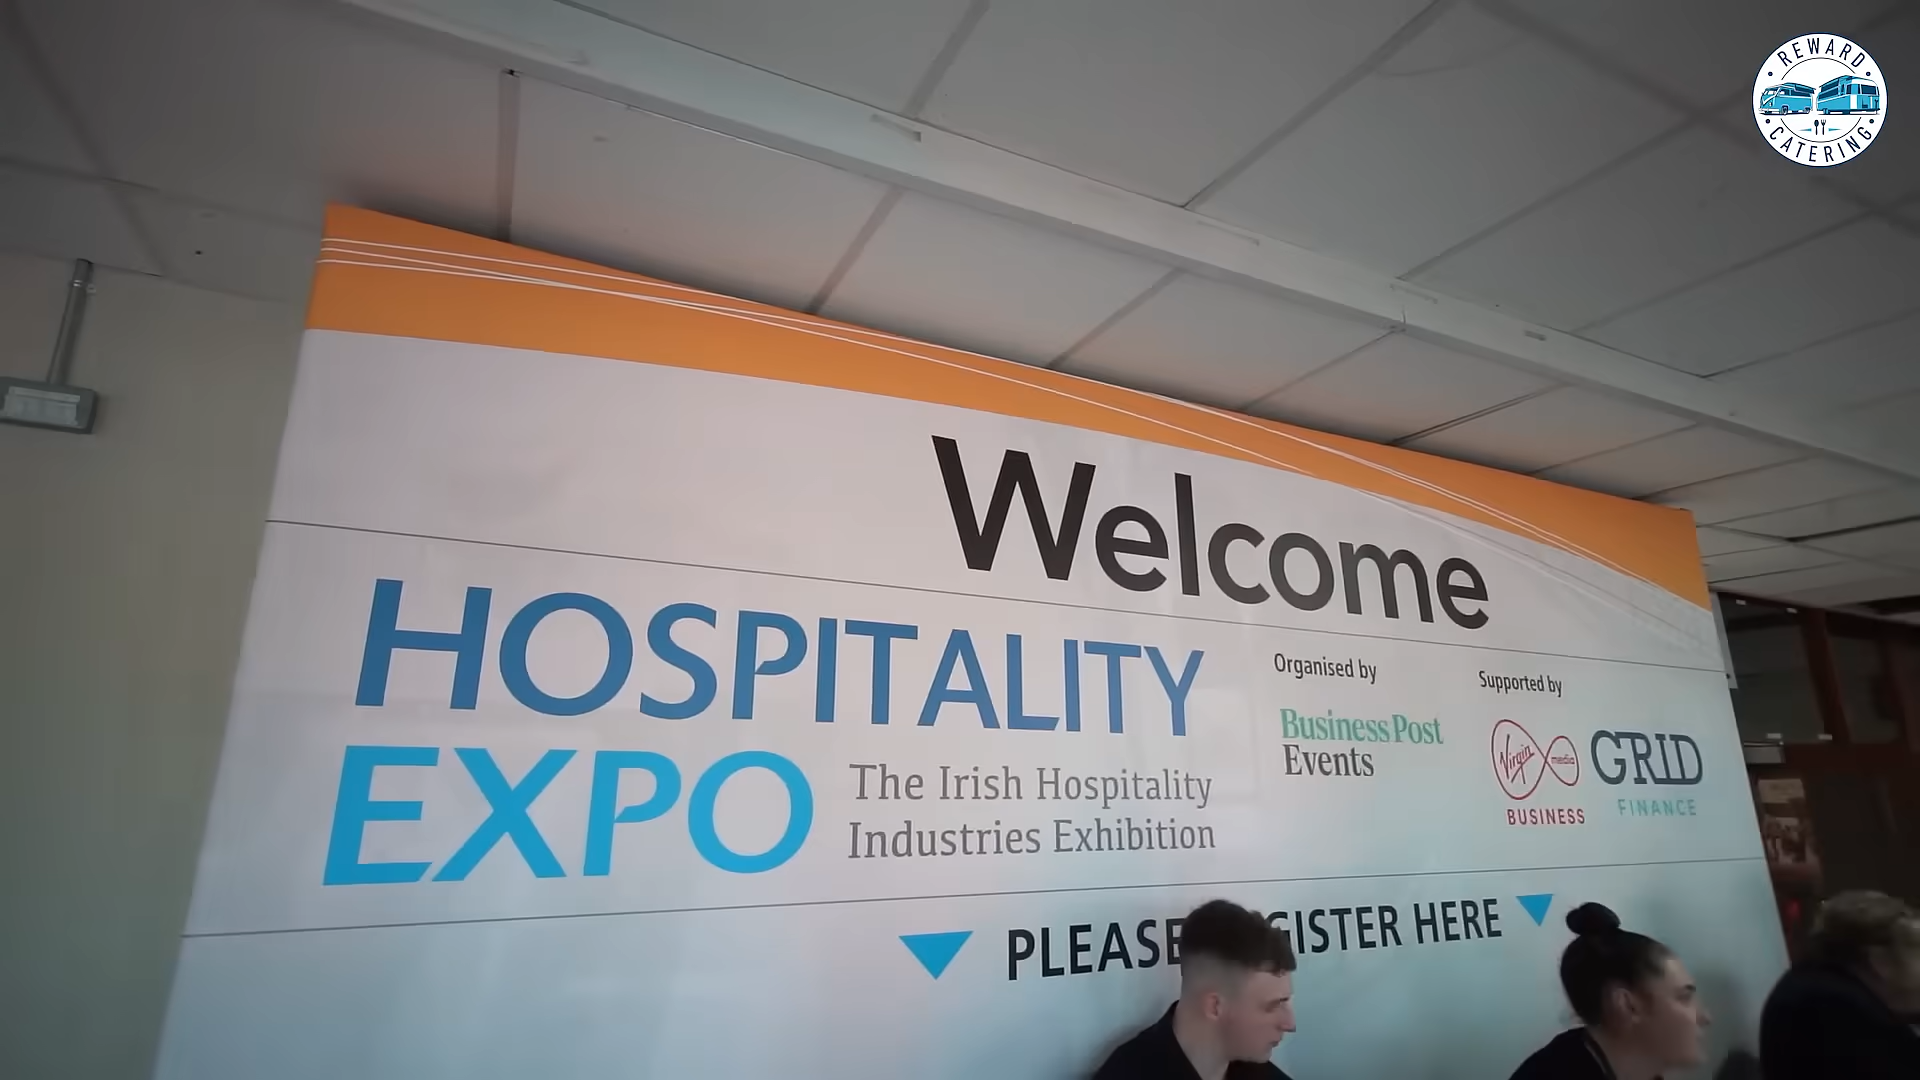 REWARD
CATERING
Welcome
HOSPITALITY
EXPO
The Irish Hospitality
Industries Exhibition
Organised by
Business Post
Events
Supported by
Virgin media
BUSINESS
GRID
FINANCE
PLEASE GISTER HERE